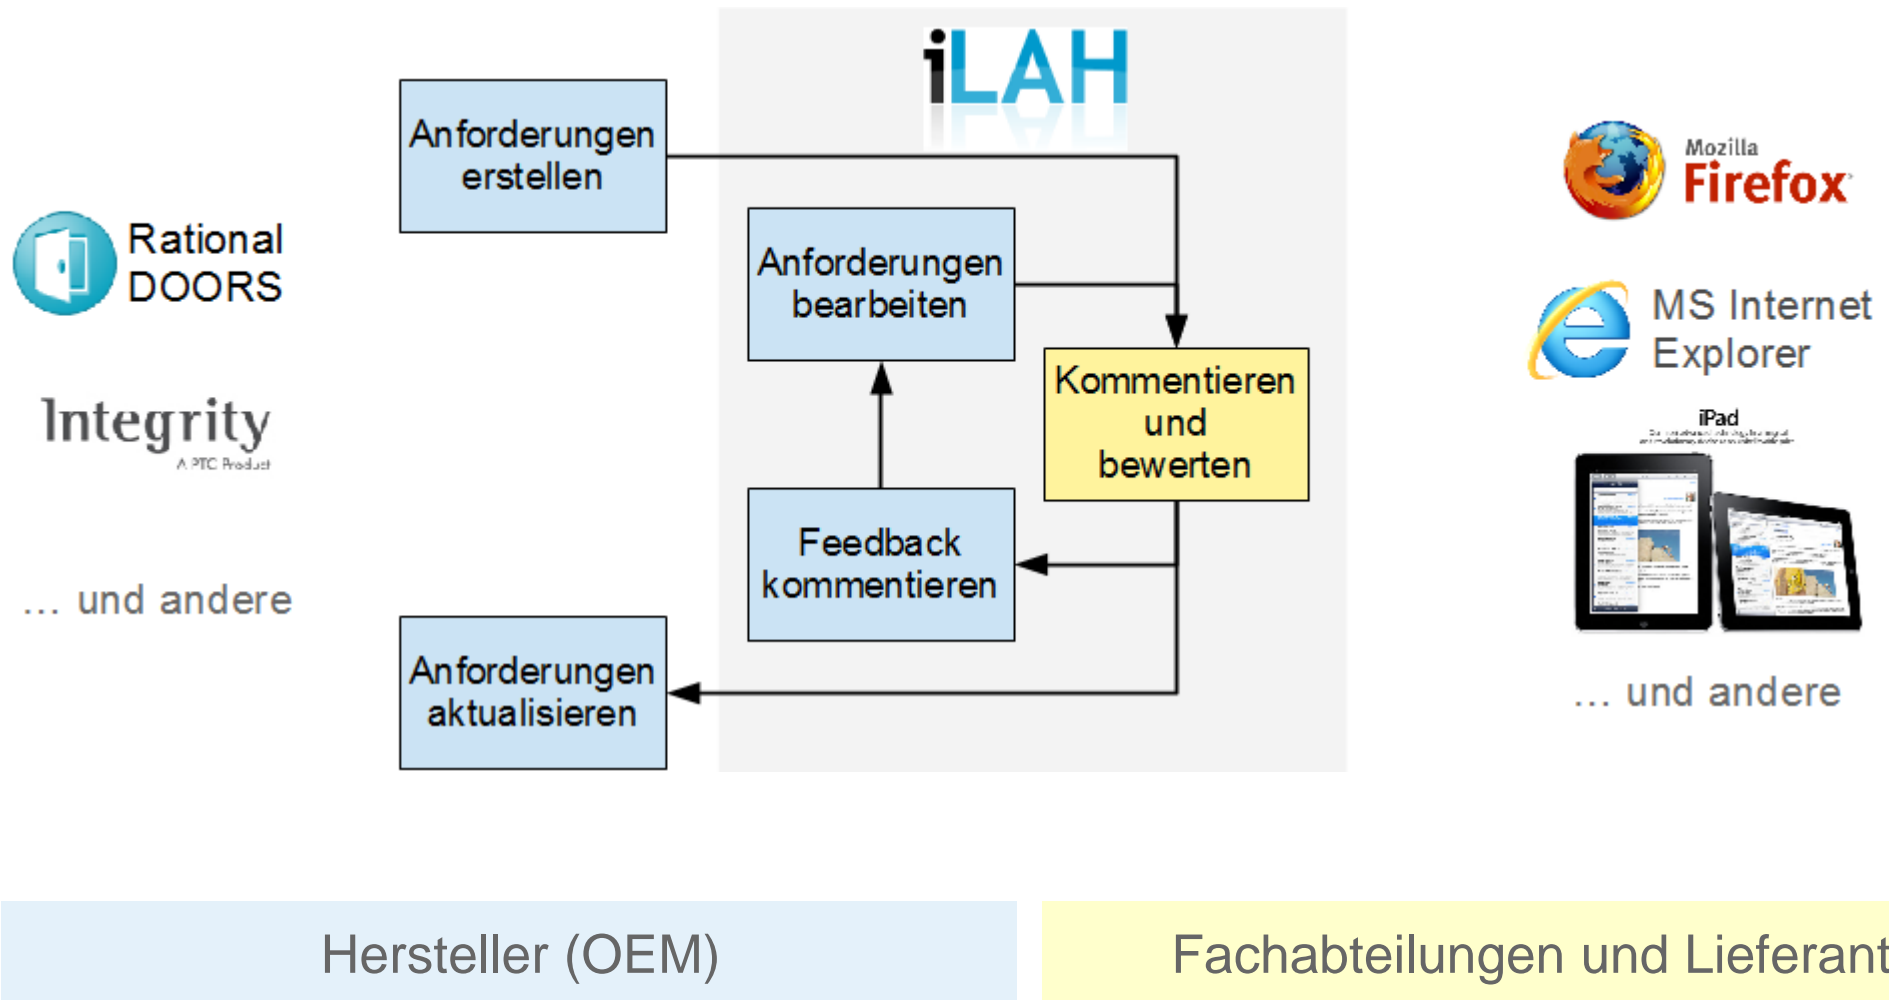 iLAH
Anforderungen
erstellen
Rational
DOORS
Integrity
A PTC Product
... und andere
Anforderungen
bearbeiten
Kommentieren
und
bewerten
Feedback
kommentieren
Anforderungen
aktualisieren
Mozilla
Firefox
MS Internet
Explorer
iPad
... und andere
Hersteller (OEM)
Fachabteilungen und Lieferant